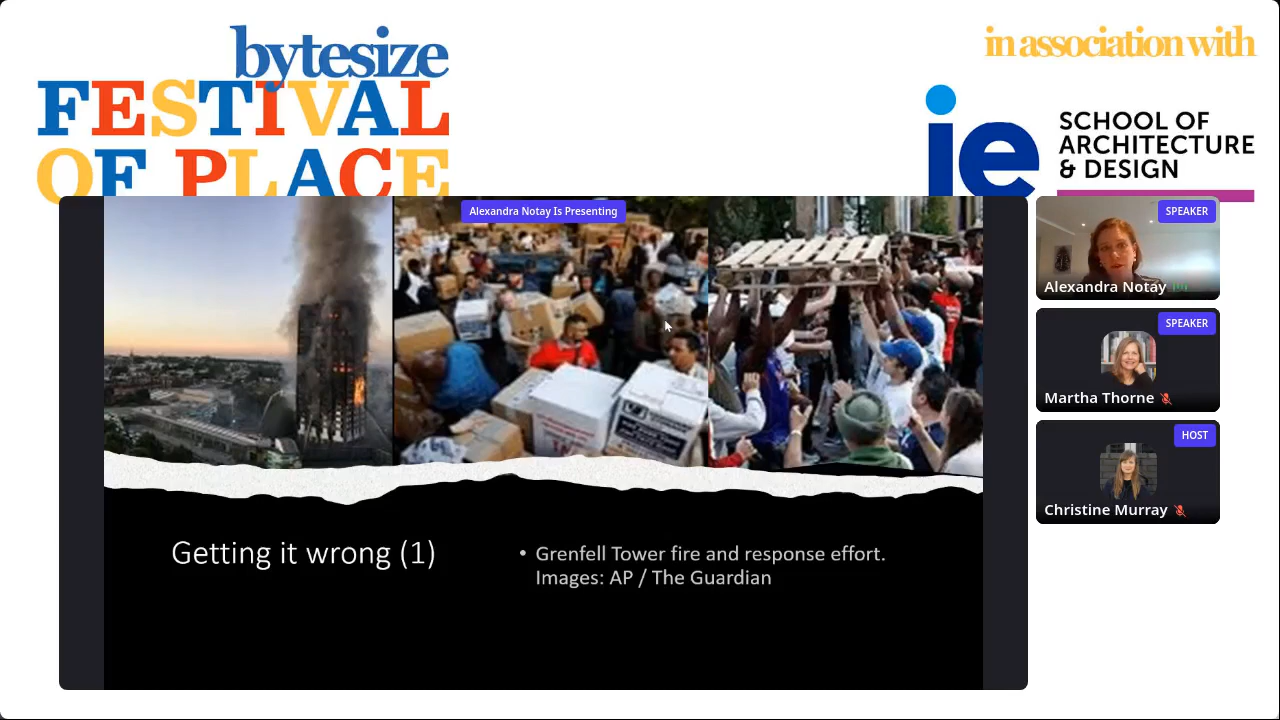 bytesize
FESTIVAL
OF PLACE
in association with
ie
SCHOOL OF
ARCHITECTURE
& DESIGN
Alexandra Notay Is Presenting
SPEAKER
Alexandra Notay
SPEAKER
Martha Thorne
HOST
Christine Murray
Getting it wrong (1)
• Grenfell Tower fire and response effort.
Images: AP / The Guardian